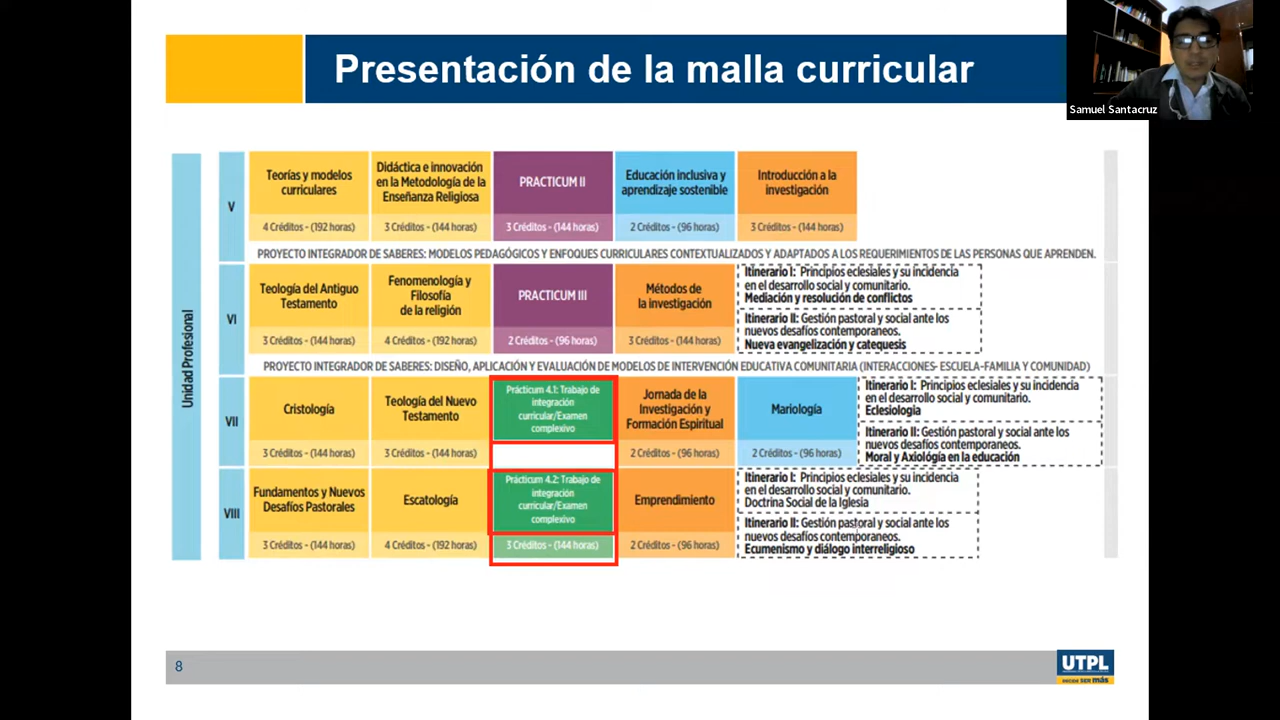 Presentación de la malla curricular
Samuel Santacruz
Unidad Profesional
V
Teorías y modelos
curriculares
4 Créditos - (192 horas)
Didáctica e innovación
en la Metodología de la
Enseñanza Religiosa
3 Créditos - (144 horas)
PRACTICUM II
3 Créditos - (144 horas)
Educación inclusiva y
aprendizaje sostenible
2 Créditos - (96 horas)
Introducción a la
investigación
3 Créditos - (144 horas)
PROYECTO INTEGRADOR DE SABERES: MODELOS PEDAGÓGICOS Y ENFOQUES CURRICULARES CONTEXTUALIZADOS Y ADAPTADOS A LOS REQUERIMIENTOS DE LAS PERSONAS QUE APRENDEN.
VI
Teología del Antiguo
Testamento
3 Créditos - (144 horas)
Fenomenología y
Filosofía
de la religión
4 Créditos - (192 horas)
PRACTICUM III
2 Créditos - (96 horas)
Métodos de
la investigación
3 Créditos - (144 horas)
Itinerario I: Principios eclesiales y su incidencia
en el desarrollo social y comunitario.
Mediación y resolución de conflictos
Itinerario II: Gestión pastoral y social ante los
nuevos desafíos contemporaneos.
Nueva evangelización y catequesis
PROYECTO INTEGRADOR DE SABERES: DISEÑO, APLICACIÓN Y EVALUACIÓN DE MODELOS DE INTERVENCIÓN EDUCATIVA COMUNITARIA (INTERACCIONES- ESCUELA-FAMILIA Y COMUNIDAD)
VII
Cristología
3 Créditos - (144 horas)
Teología del Nuevo
Testamento
3 Créditos - (144 horas)
Prácticum 4.1: Trabajo de
integración
curricular/Examen
complexivo
Jornada de la
Investigación y
Formación Espiritual
2 Créditos - (96 horas)
Mariología
2 Créditos - (96 horas)
Itinerario I: Principios eclesiales y su incidencia
en el desarrollo social y comunitario.
Eclesiología
Itinerario II: Gestión pastoral y social ante los
nuevos desafíos contemporaneos.
Moral y Axiología en la educación
VIII
Fundamentos y Nuevos
Desafíos Pastorales
3 Créditos - (144 horas)
Escatología
4 Créditos - (192 horas)
Prácticum 4.2: Trabajo de
integración
curricular/Examen
complexivo
3 Créditos - (144 horas)
Emprendimiento
2 Créditos - (96 horas)
Itinerario I: Principios eclesiales y su incidencia
en el desarrollo social y comunitario.
Doctrina Social de la Iglesia
Itinerario II: Gestión pastoral y social ante los
nuevos desafíos contemporaneos.
Ecumenismo y diálogo interreligioso
8
UTPL
DECIDE SER más